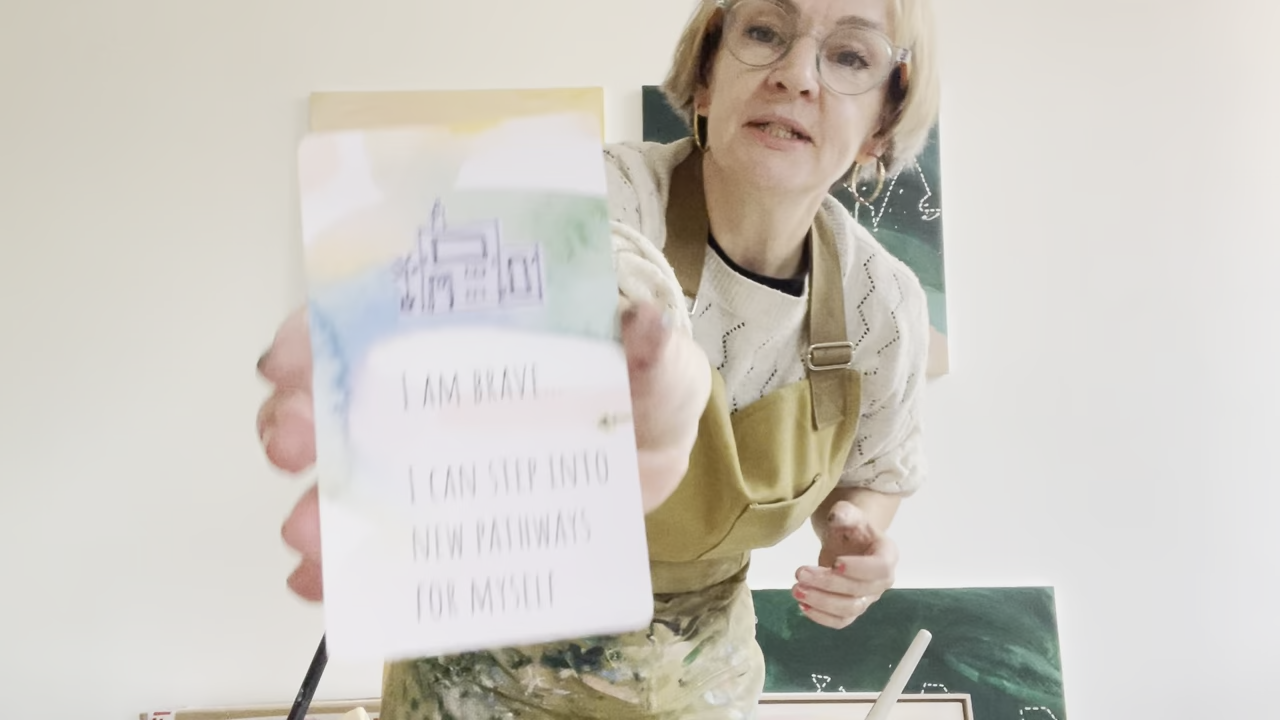 I AM BRAVE...
I CAN STEP INTO
NEW PATHWAYS
FOR MYSELF